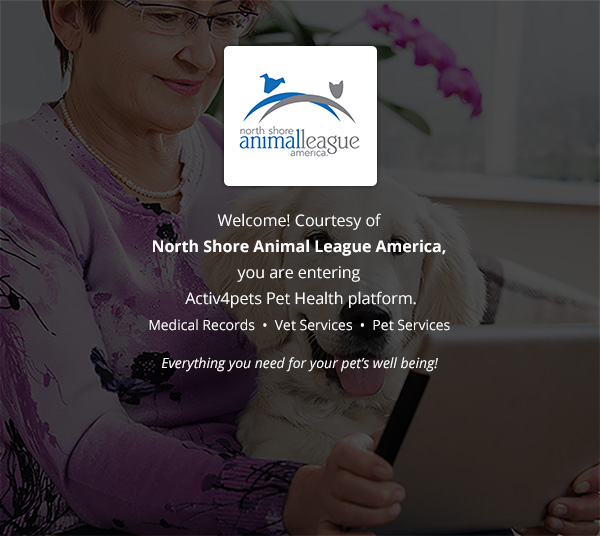 north shore
animalleague
america.
Welcome! Courtesy of
North Shore Animal League America,
you are entering
Activ4pets Pet Health platform.
Medical Records • Vet Services • Pet Services
Everything you need for your pet's well being!